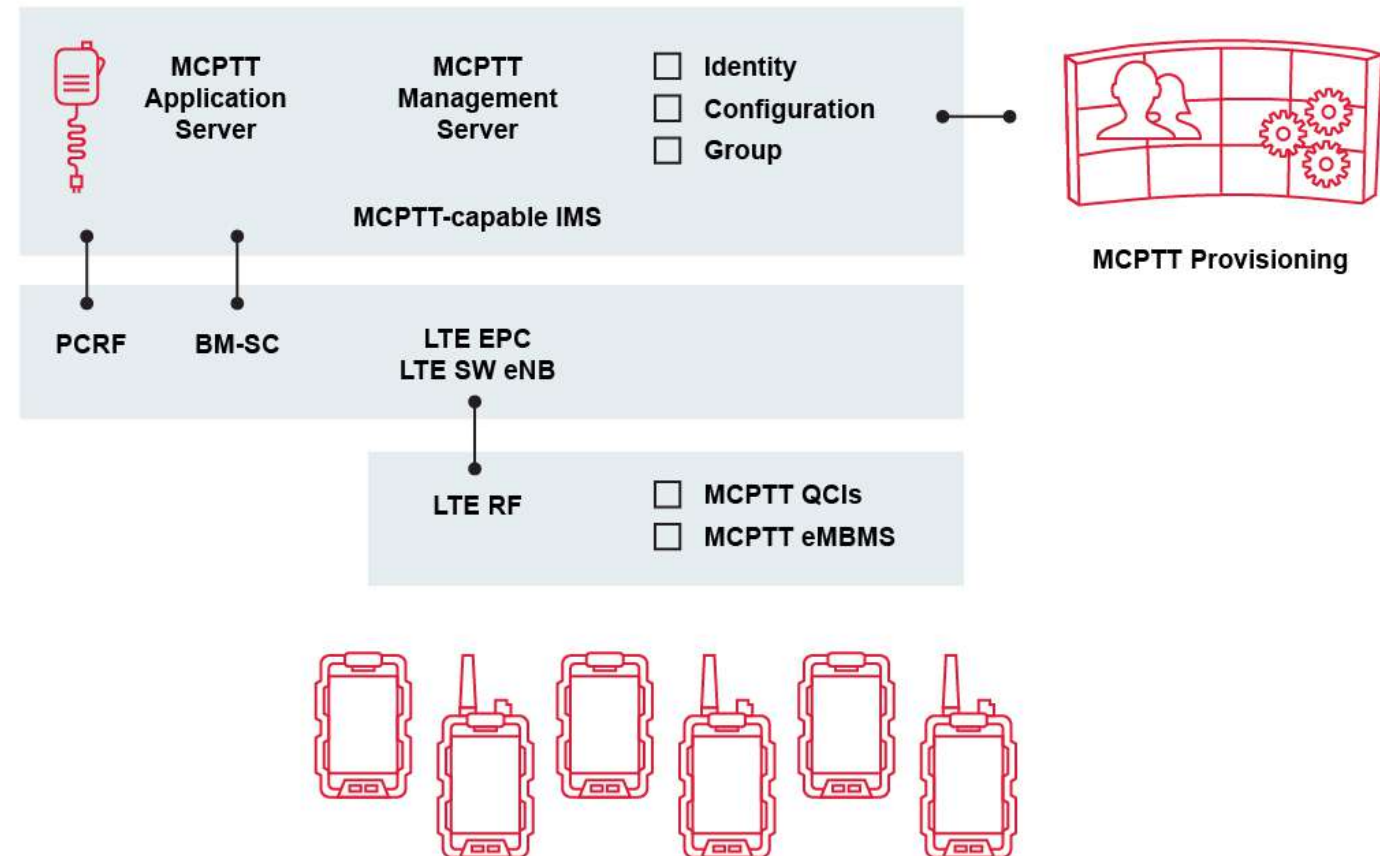 MCPTT
Application
Server
MCPTT
Management
Server
Identity
Configuration
Group
MCPTT-capable IMS
MCPTT Provisioning
PCRF
BM-SC
LTE EPC
LTE SW eNB
LTE RF
MCPTT QCIs
MCPTT eMBMS